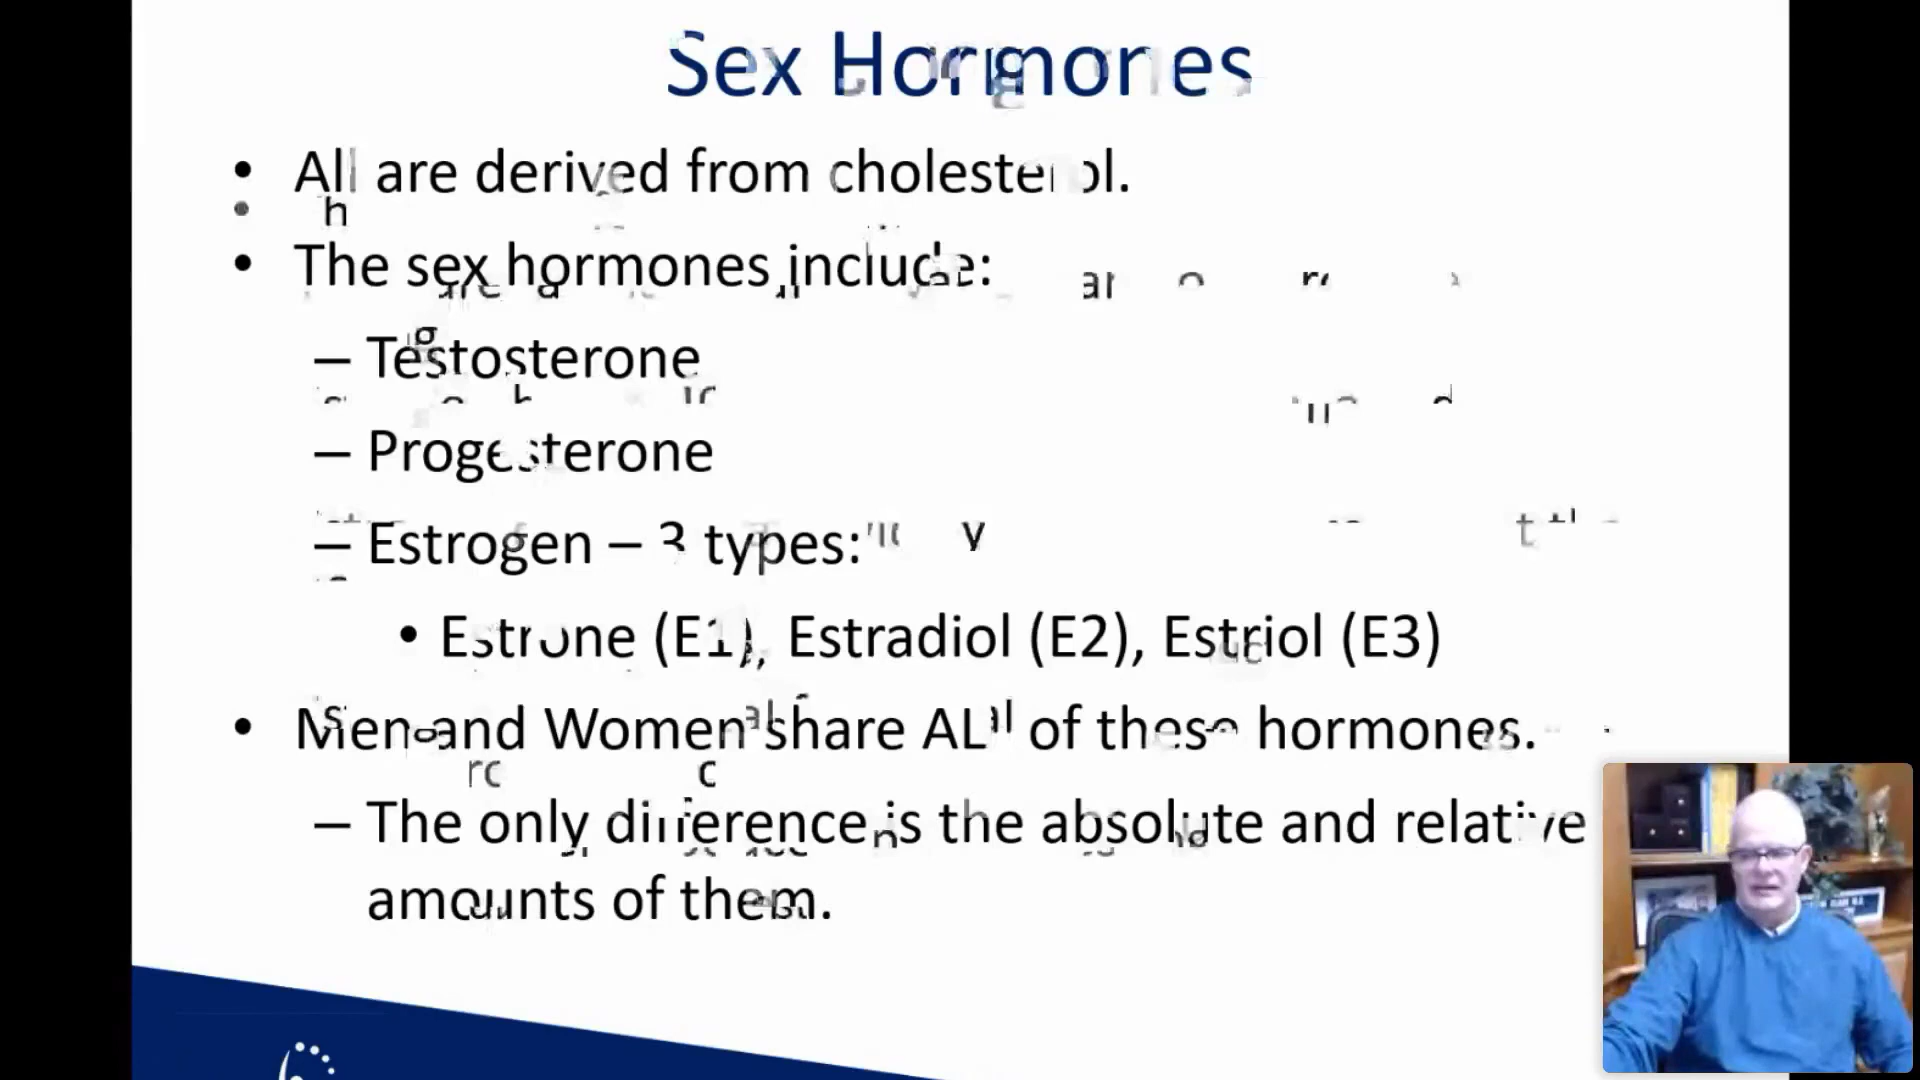 Sex Hormones
• All are derived from cholesterol.
• The sex hormones include:
– Testosterone
– Progesterone
– Estrogen – 3 types:
• Estrone (E1), Estradiol (E2), Estriol (E3)
• Men and Women share ALL of these hormones.
– The only difference is the absolute and relative
amounts of them.